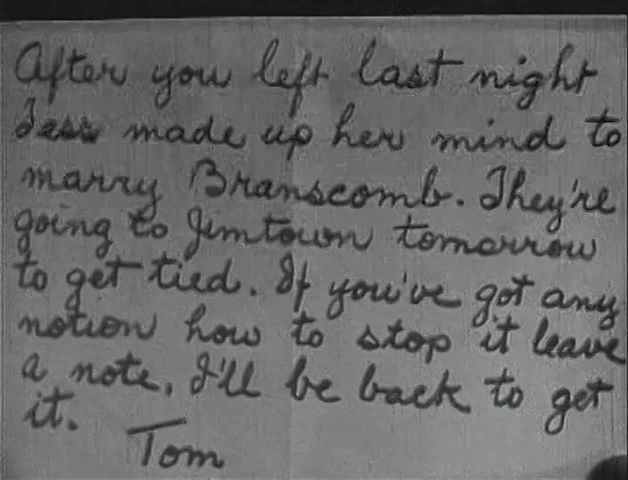 After you left last night
Jess made up her mind to
marry Branscomb. They're
going to Jimtown tomorrow
to get tied. If you've got any
notion how to stop it leave
a note, I'll be back to get
it.
Tom